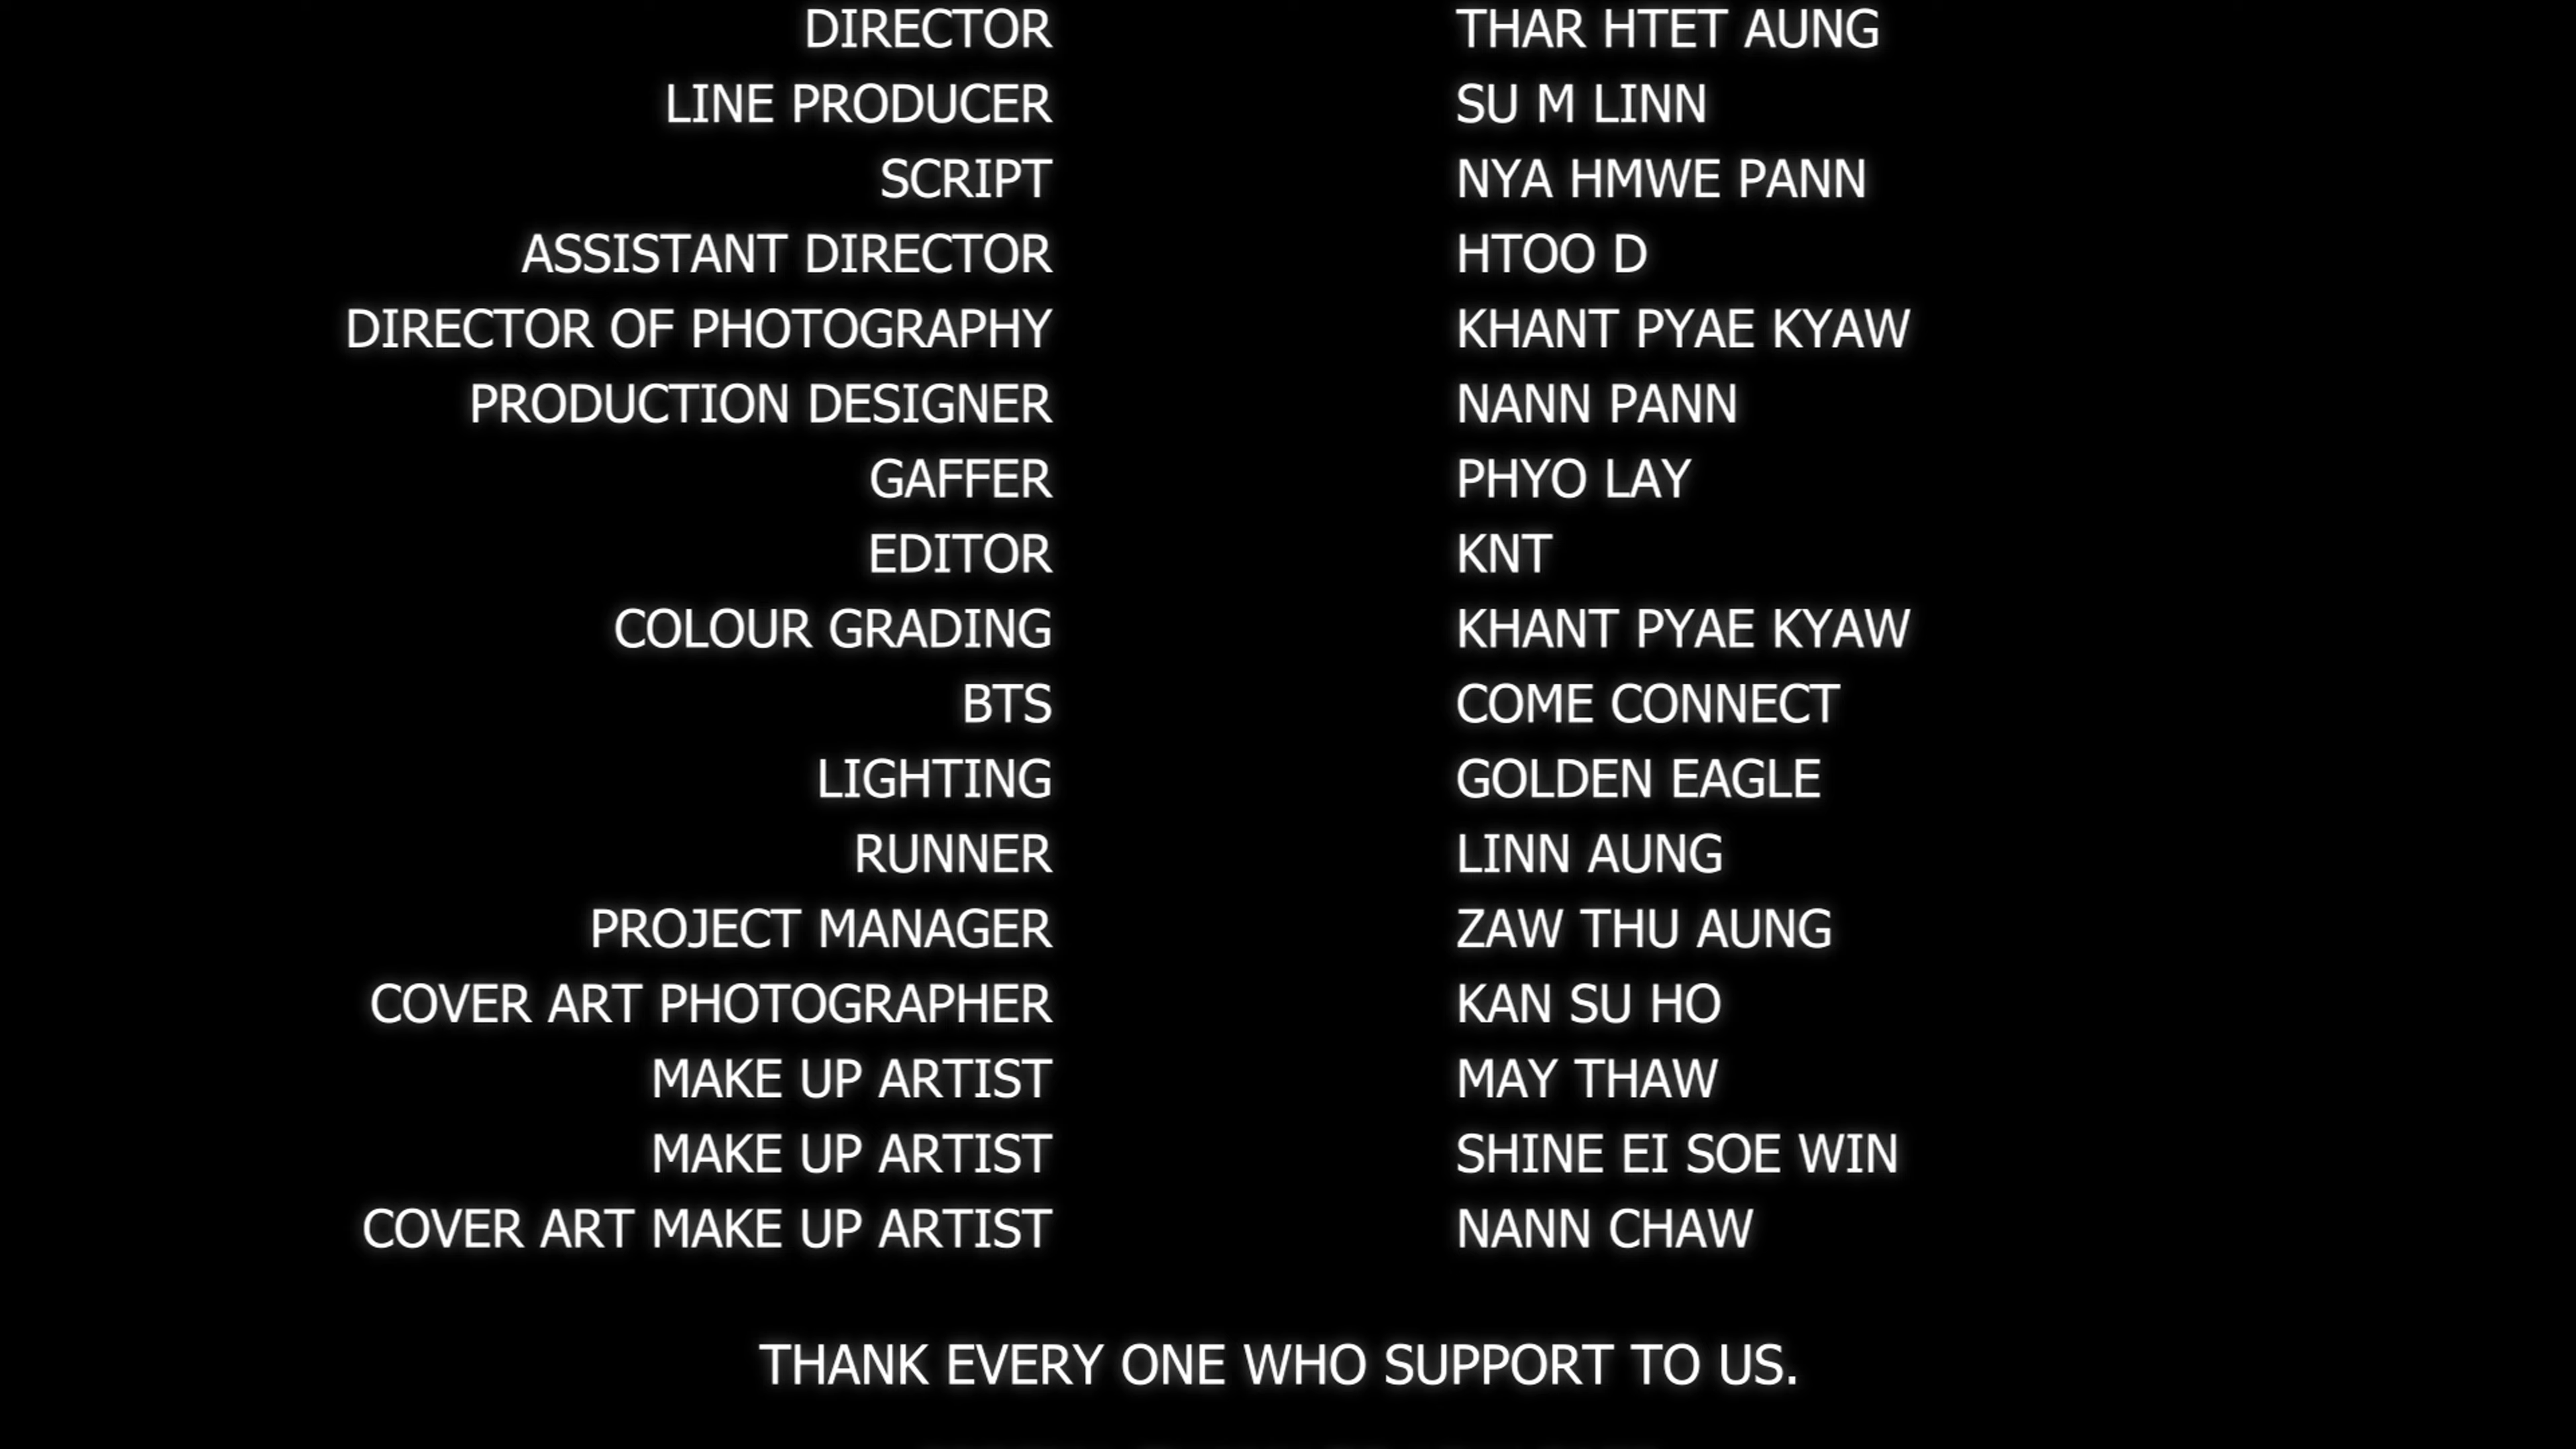 DIRECTOR THAR HTET AUNG
LINE PRODUCER SU M LINN
SCRIPT NYA HMWE PANN
ASSISTANT DIRECTOR HTOO D
DIRECTOR OF PHOTOGRAPHY KHANT PYAE KYAW
PRODUCTION DESIGNER NANN PANN
GAFFER PHYO LAY
EDITOR KNT
COLOUR GRADING KHANT PYAE KYAW
BTS COME CONNECT
LIGHTING GOLDEN EAGLE
RUNNER LINN AUNG
PROJECT MANAGER ZAW THU AUNG
COVER ART PHOTOGRAPHER KAN SU HO
MAKE UP ARTIST MAY THAW
MAKE UP ARTIST SHINE EI SOE WIN
COVER ART MAKE UP ARTIST NANN CHAW
THANK EVERY ONE WHO SUPPORT TO US.